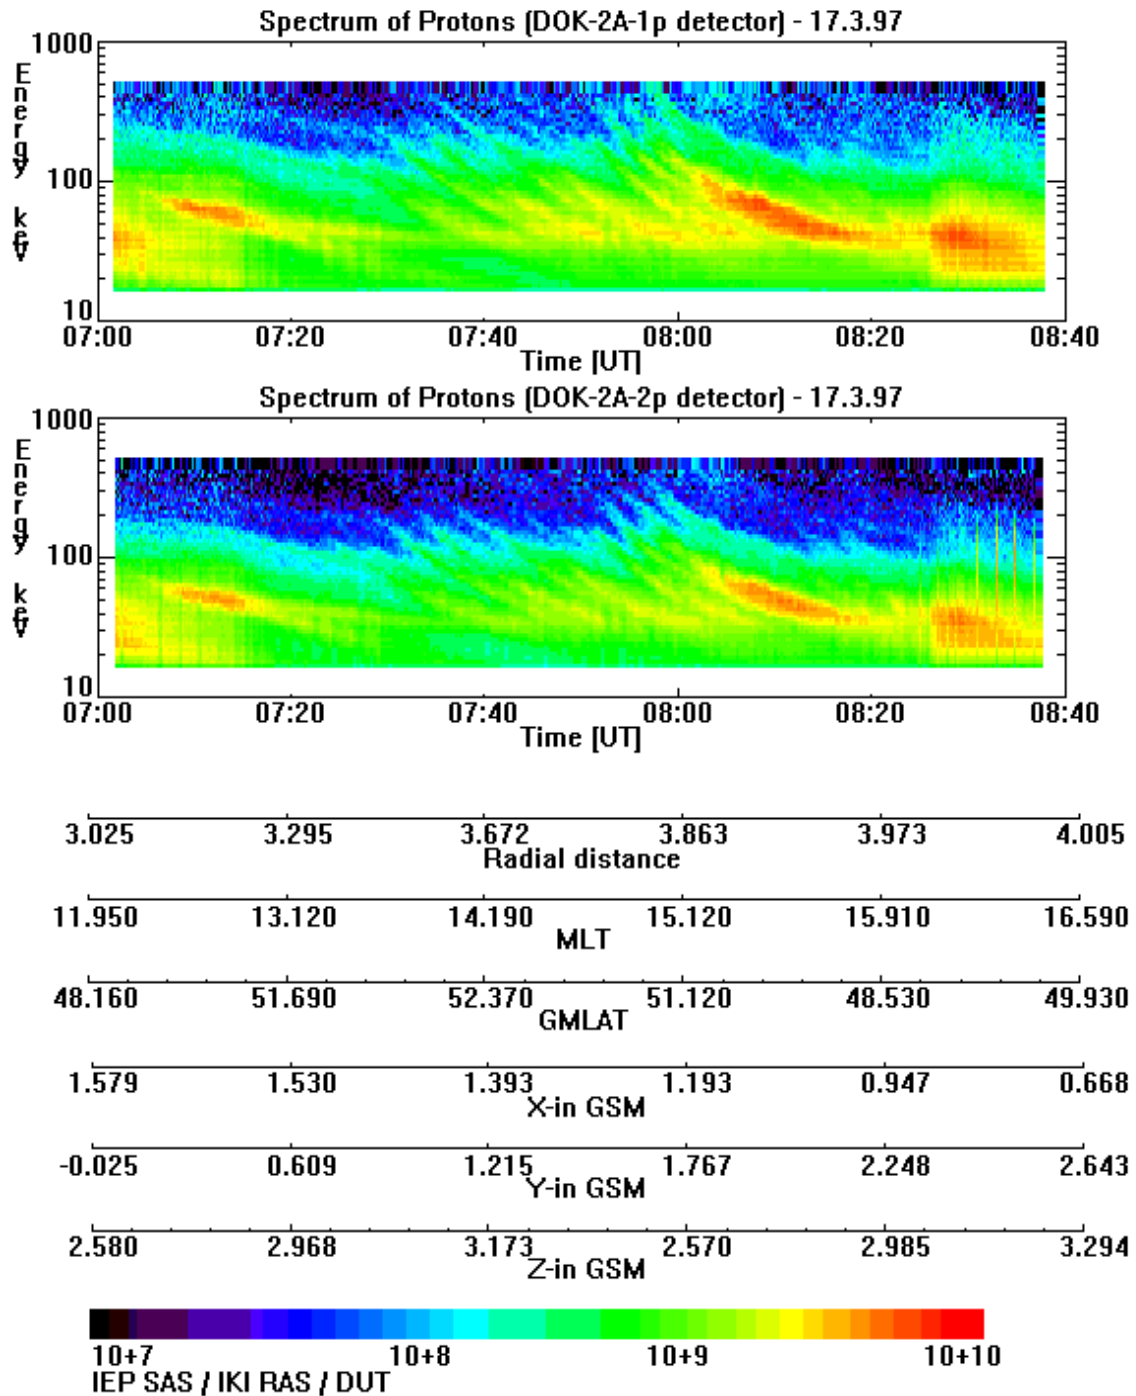 Spectrum of Protons (DOK-2A-1p detector) - 17.3.97
1000
100
10
Energy keV
07:00 07:20 07:40 08:00 08:20 08:40
Time [UT]
Spectrum of Protons (DOK-2A-2p detector) - 17.3.97
1000
100
10
Energy keV
07:00 07:20 07:40 08:00 08:20 08:40
Time [UT]
3.025 3.295 3.672 3.863 3.973 4.005
Radial distance
11.950 13.120 14.190 15.120 15.910 16.590
MLT
48.160 51.690 52.370 51.120 48.530 49.930
GMLAT
1.579 1.530 1.393 1.193 0.947 0.668
X-in GSM
-0.025 0.609 1.215 1.767 2.248 2.643
Y-in GSM
2.580 2.968 3.173 2.570 2.985 3.294
Z-in GSM
10+7 10+8 10+9 10+10
IEP SAS / IKI RAS / DUT